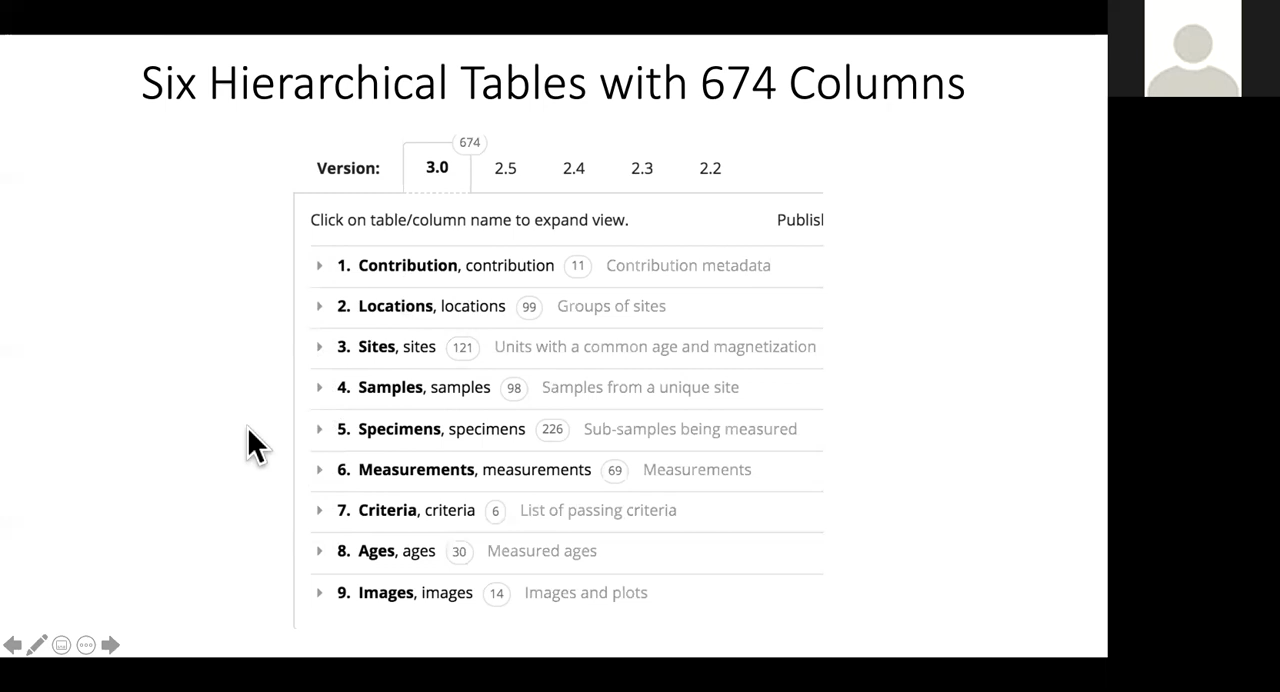 Six Hierarchical Tables with 674 Columns
674
Version: 3.0 2.5 2.4 2.3 2.2
Click on table/column name to expand view. Publisl
1. Contribution, contribution 11 Contribution metadata
2. Locations, locations 99 Groups of sites
3. Sites, sites 121 Units with a common age and magnetization
4. Samples, samples 98 Samples from a unique site
5. Specimens, specimens 226 Sub-samples being measured
6. Measurements, measurements 69 Measurements
7. Criteria, criteria 6 List of passing criteria
8. Ages, ages 30 Measured ages
9. Images, images 14 Images and plots